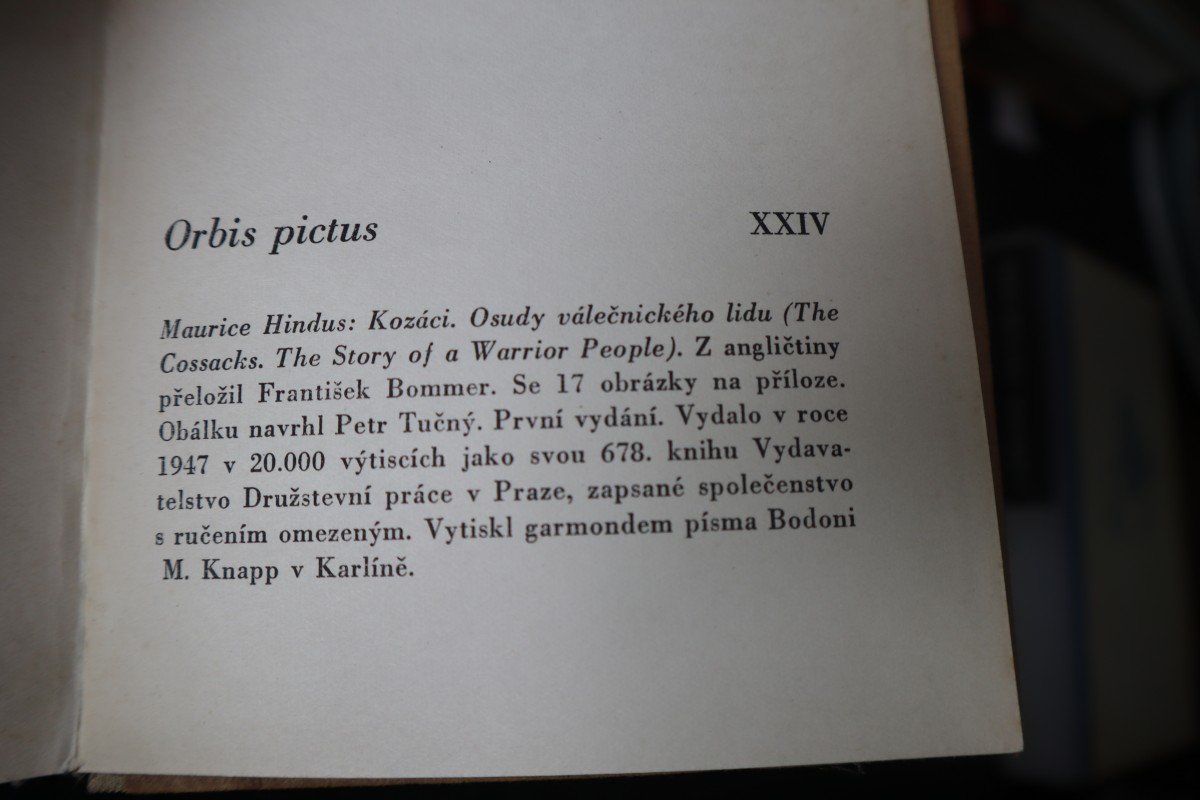 Orbis pictus XXIV
Maurice Hindus: Kozáci. Osudy válečnického lidu (The
Cossacks. The Story of a Warrior People). Z angličtiny
přeložil František Bommer. Se 17 obrázky na příloze.
Obálku navrhl Petr Tučný. První vydání. Vydalo v roce
1947 v 20.000 výtiscích jako svou 678. knihu Vydava-
telstvo Družstevní práce v Praze, zapsané společenstvo
s ručením omezeným. Vytiskl garmondem písma Bodoni
M. Knapp v Karlíně.